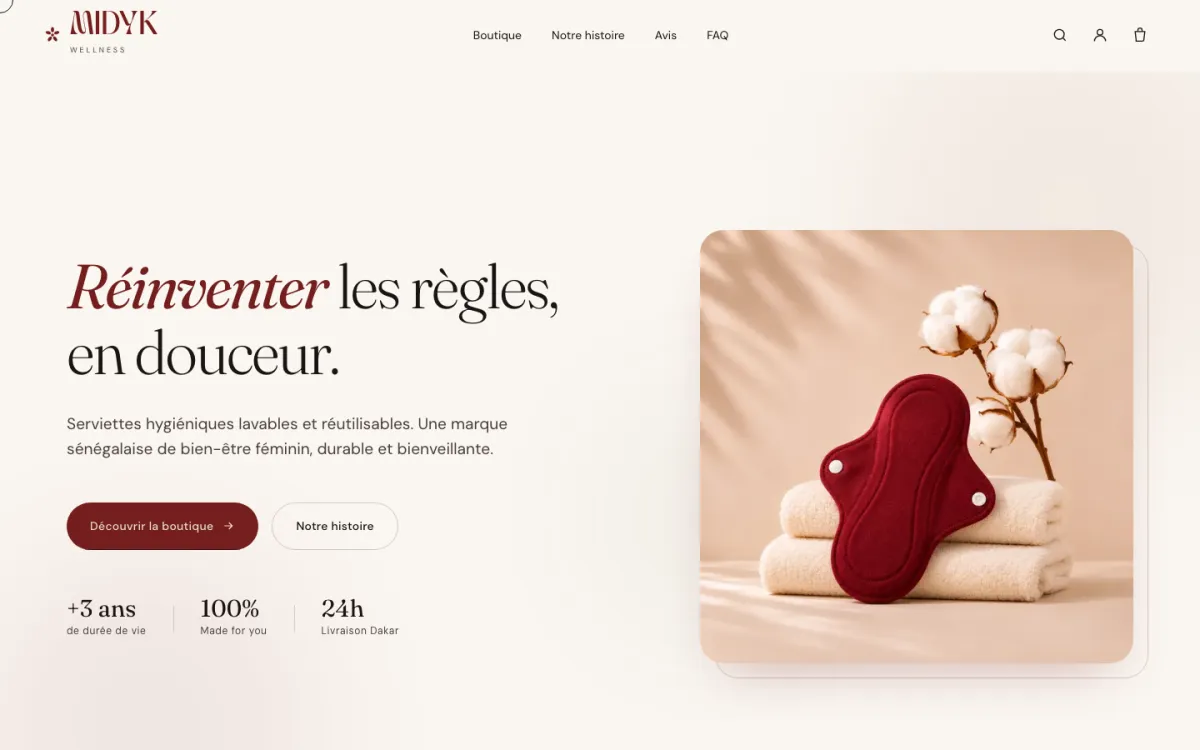 MIDYK
WELLNESS
Boutique
Notre histoire
Avis
FAQ
Réinventer les règles,
en douceur.
Serviettes hygiéniques lavables et réutilisables. Une marque
sénégalaise de bien-être féminin, durable et bienveillante.
Découvrir la boutique →
Notre histoire
+3 ans
de durée de vie
100%
Made for you
24h
Livraison Dakar